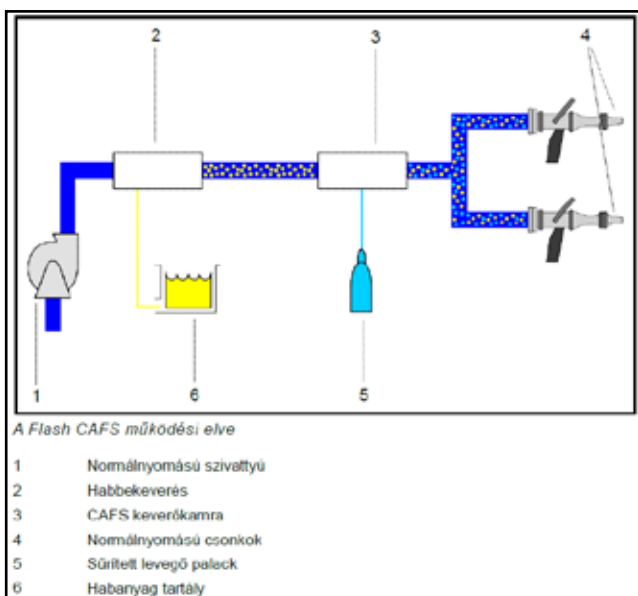 2 3 4
1 6 5
A Flash CAFS működési elve
1 Normálnyomású szivattyú
2 Habbekeverés
3 CAFS keverőkamra
4 Normálnyomású csonkok
5 Sűrített levegő palack
6 Habanyag tartály